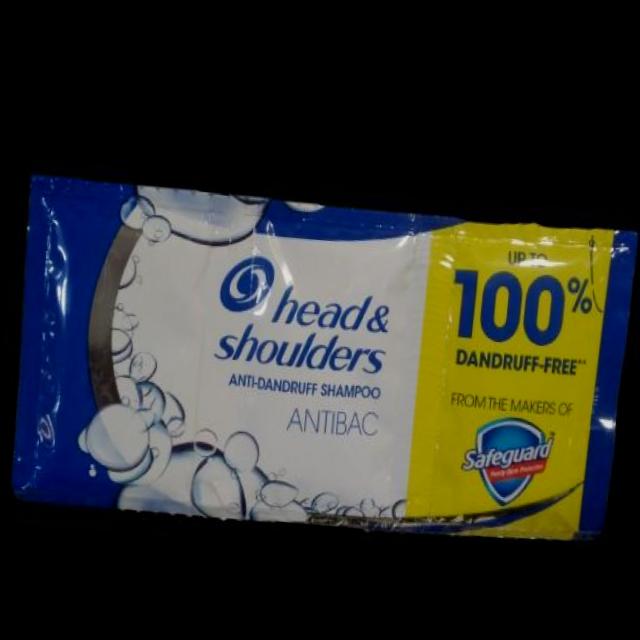 head &
shoulders
ANTI-DANDRUFF SHAMPOO
ANTIBAC
UP TO
100%
DANDRUFF-FREE**
FROM THE MAKERS OF
Safeguard